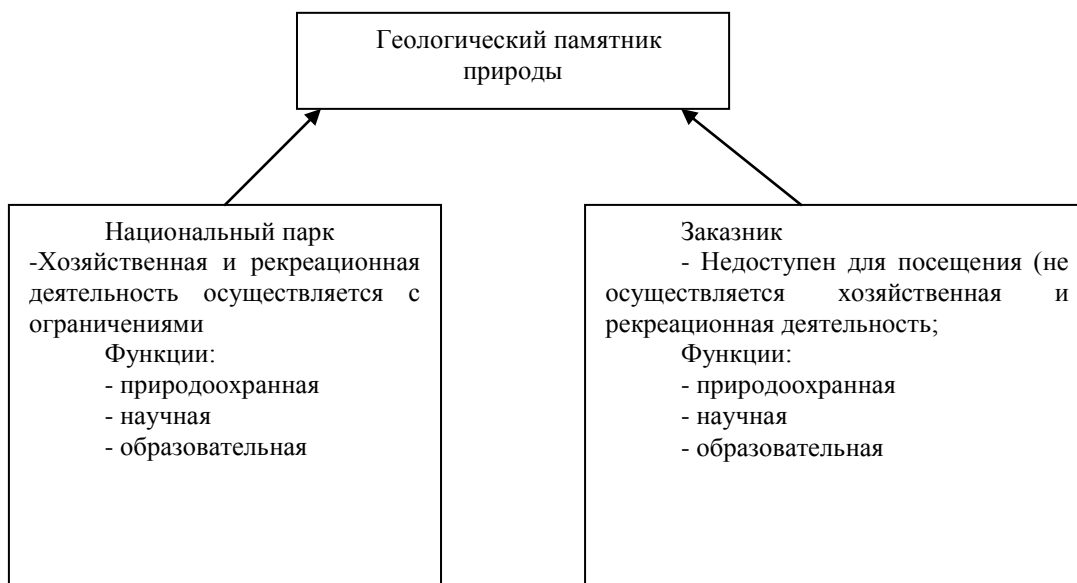 Геологический памятник
природы
Национальный парк
-Хозяйственная и рекреационная
деятельность осуществляется с
ограничениями
Функции:
- природоохранная
- научная
- образовательная
Заказник
- Недоступен для посещения (не
осуществляется хозяйственная и
рекреационная деятельность;
Функции:
- природоохранная
- научная
- образовательная